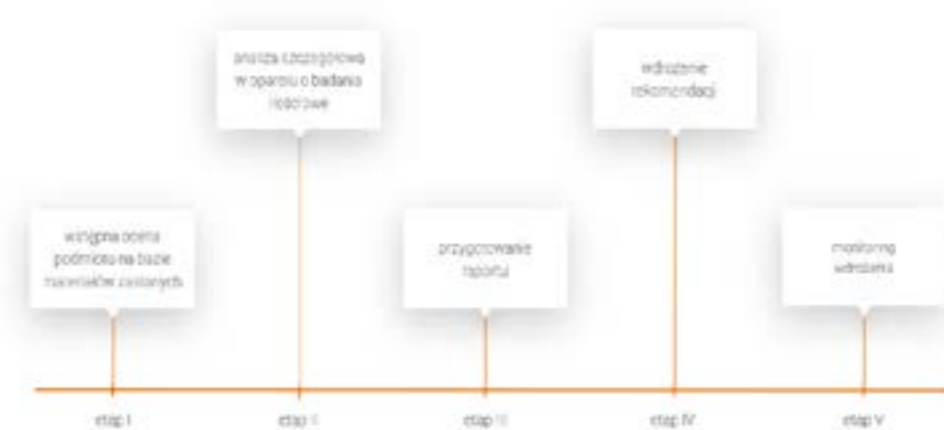 analiza szczegółowa
w oparciu o badania
ilościowe
wdrożenie
rekomendacji
wstępna ocena
podmiotu na bazie
materiałów zastanych
przygotowanie
raportu
monitoring
wdrożenia
etap I
etap II
etap III
etap IV
etap V